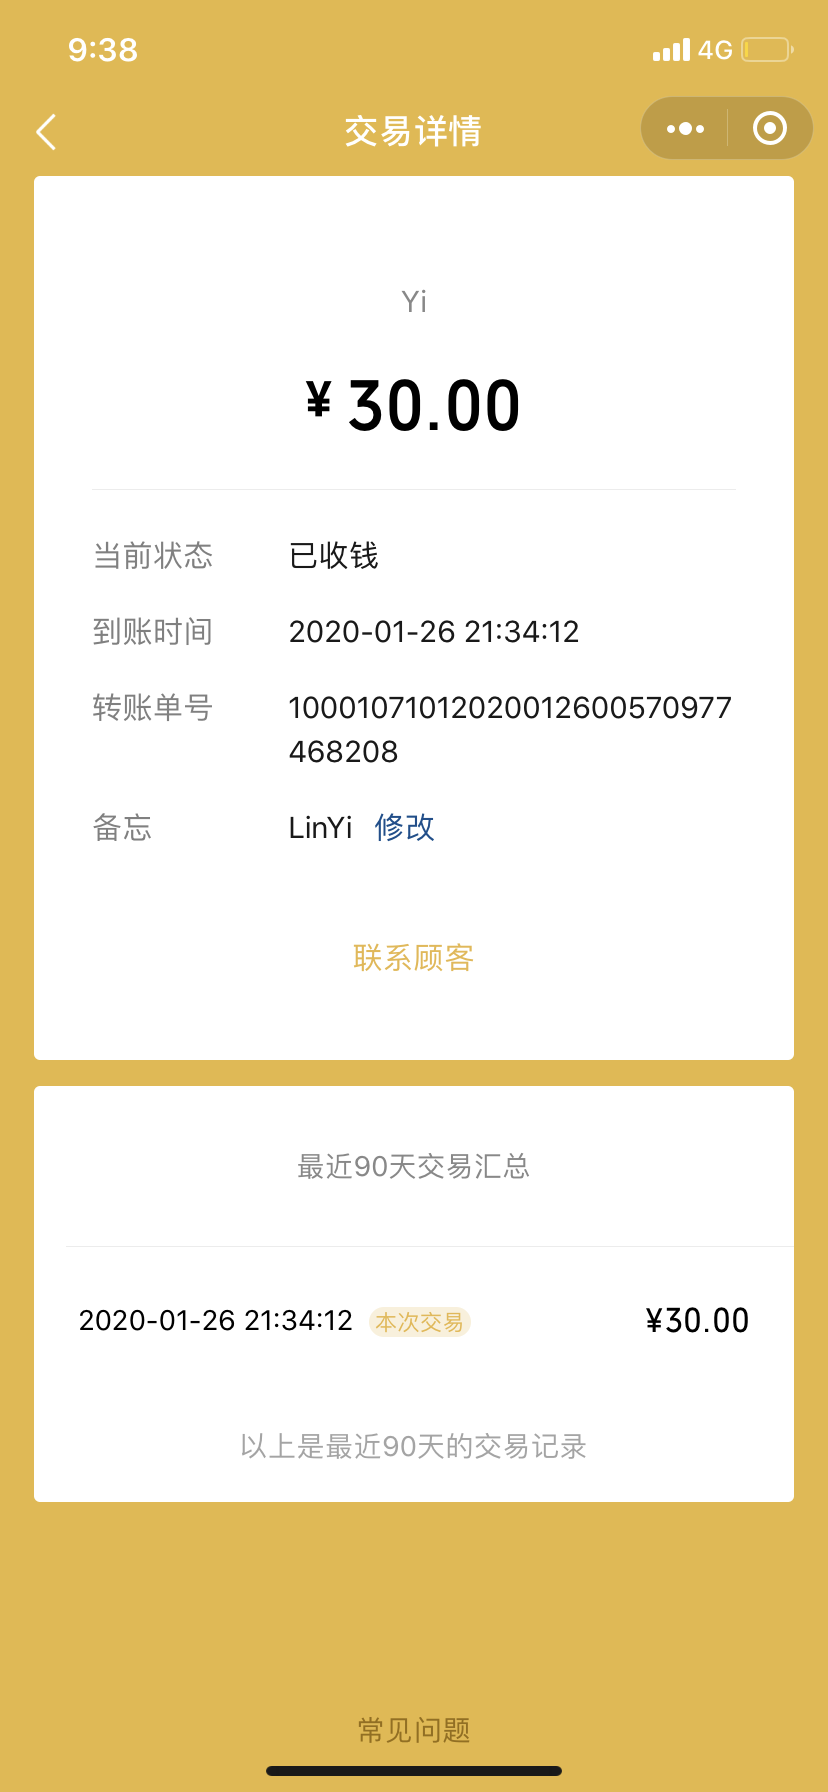 9:38
4G
交易详情
Yi
¥ 30.00
当前状态 已收钱
到账时间 2020-01-26 21:34:12
转账单号 10001071012020012600570977
468208
备忘 LinYi 修改
联系顾客
最近90天交易汇总
2020-01-26 21:34:12 本次交易 ¥30.00
以上是最近90天的交易记录
常见问题